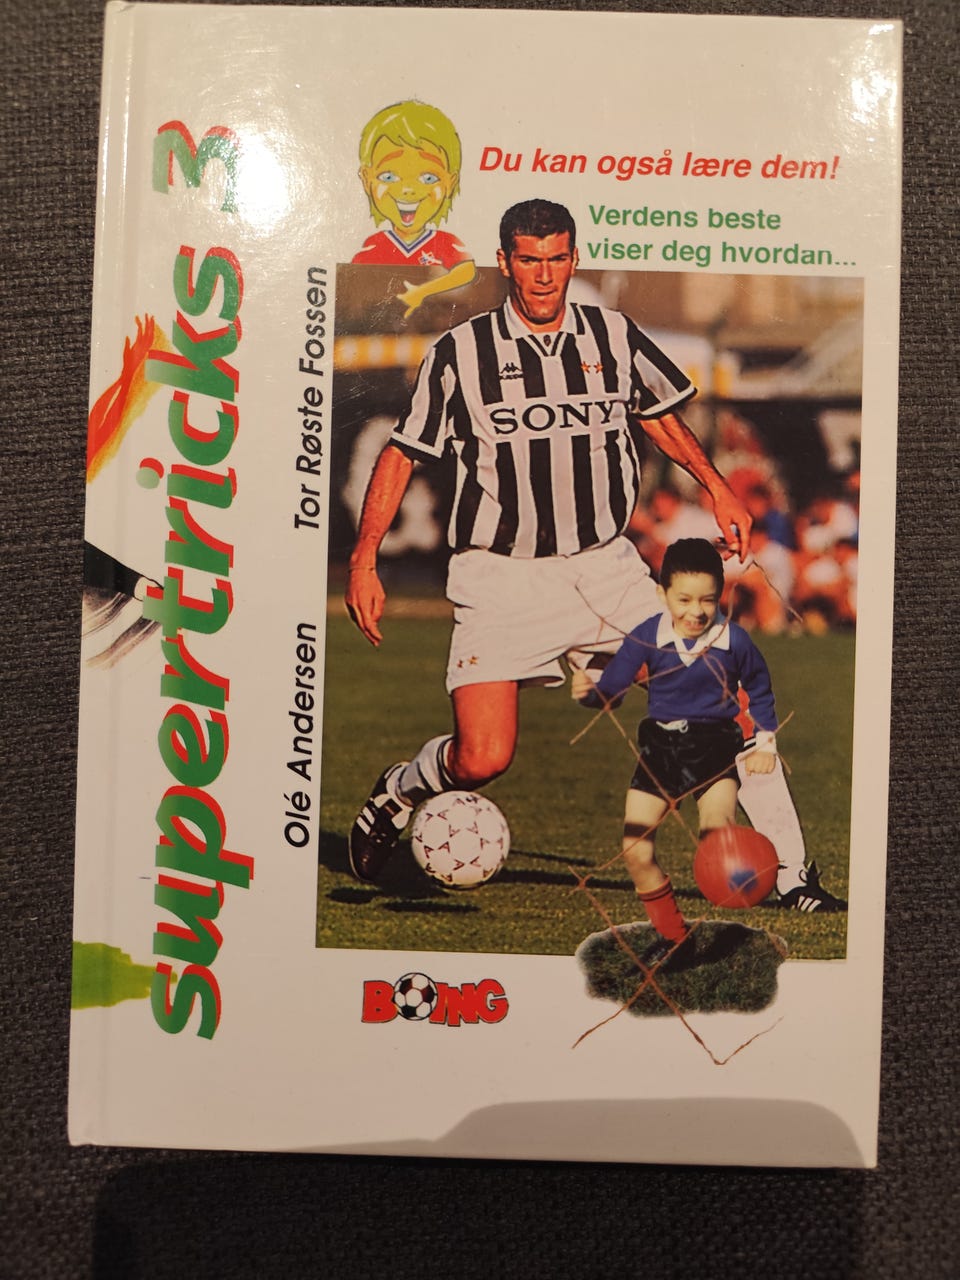 supertricks 3
Olé Andersen Tor Røste Fossen
Du kan også lære dem!
Verdens beste
viser deg hvordan...
SONY
BOING